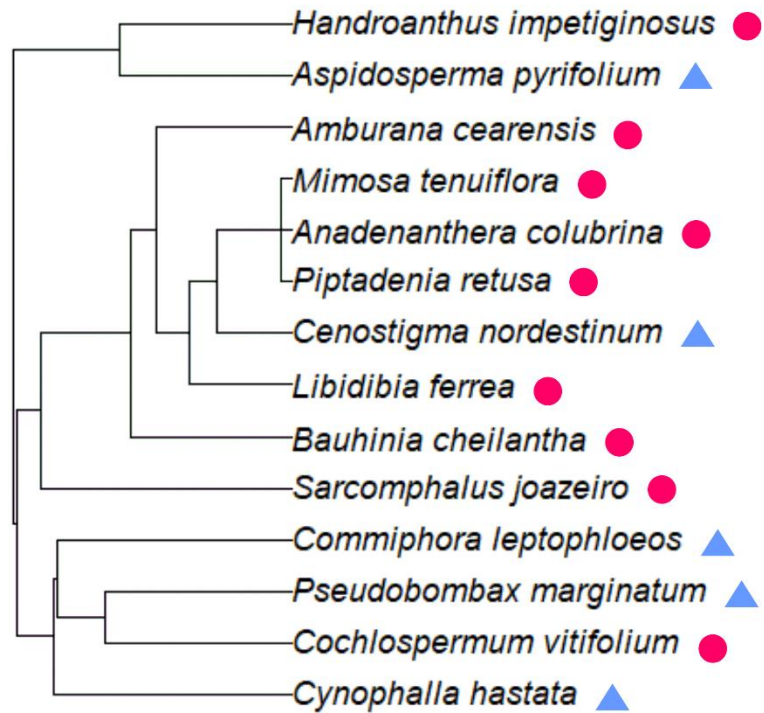 Handroanthus impetiginosus
Aspidosperma pyrifolium
Amburana cearensis
Mimosa tenuiflora
Anadenanthera colubrina
Piptadenia retusa
Cenostigma nordestinum
Libidibia ferrea
Bauhinia cheilantha
Sarcomphalus joazeiro
Commiphora leptophloeos
Pseudobombax marginatum
Cochlospermum vitifolium
Cynophalla hastata